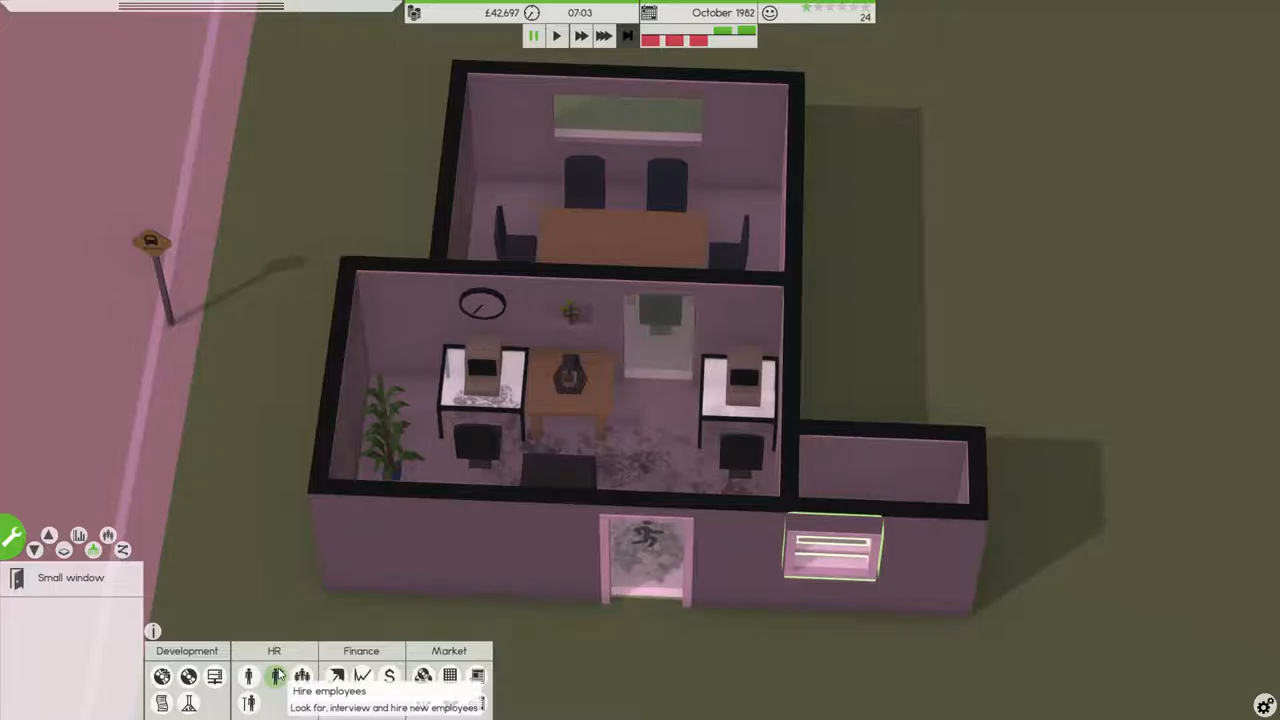 £42,697
07:03
October 1982
24
Small window
Development
HR
Finance
Market
Hire employees
Look for, interview and hire new employees